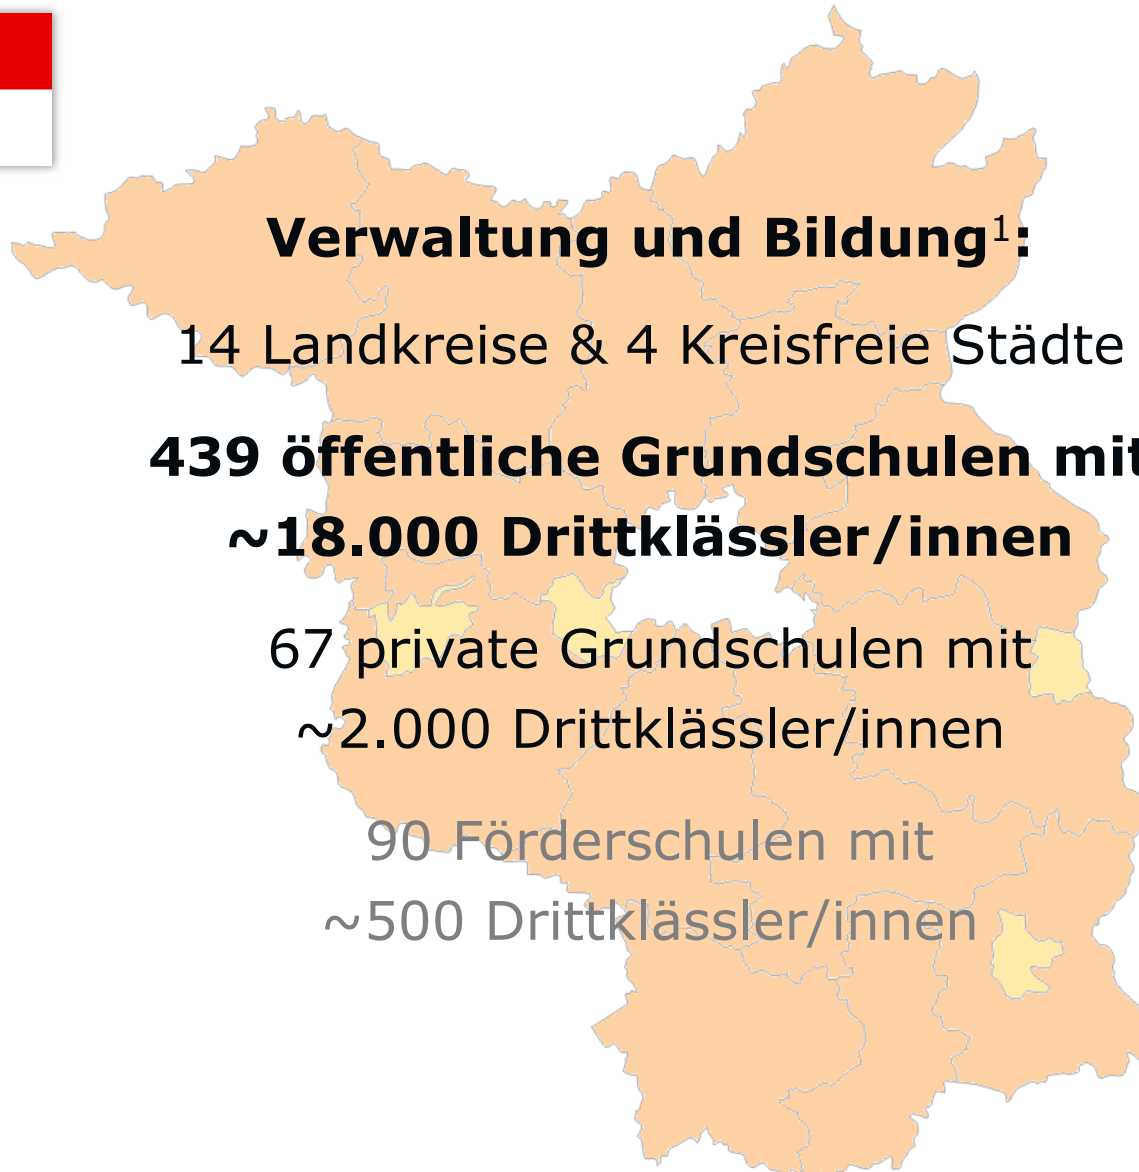 Verwaltung und Bildung¹:
14 Landkreise & 4 Kreisfreie Städte
439 öffentliche Grundschulen mit
~18.000 Drittklässler/innen
67 private Grundschulen mit
~2.000 Drittklässler/innen
90 Förderschulen mit
~500 Drittklässler/innen